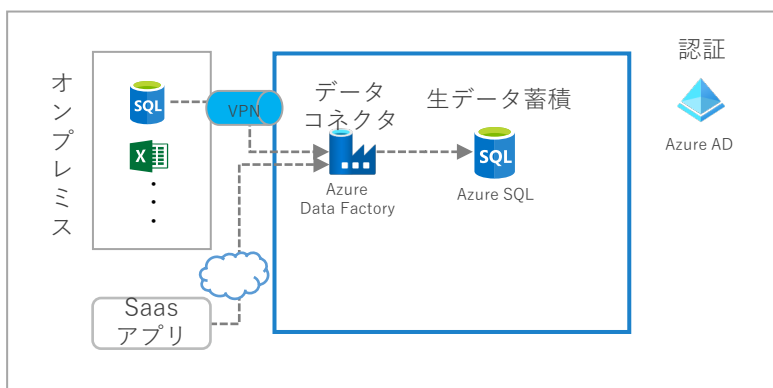 オンプレミス
SQL
X
VPN
データ
コネクタ
Azure
Data Factory
生データ蓄積
SQL
Azure SQL
認証
Azure AD
Saas
アプリ